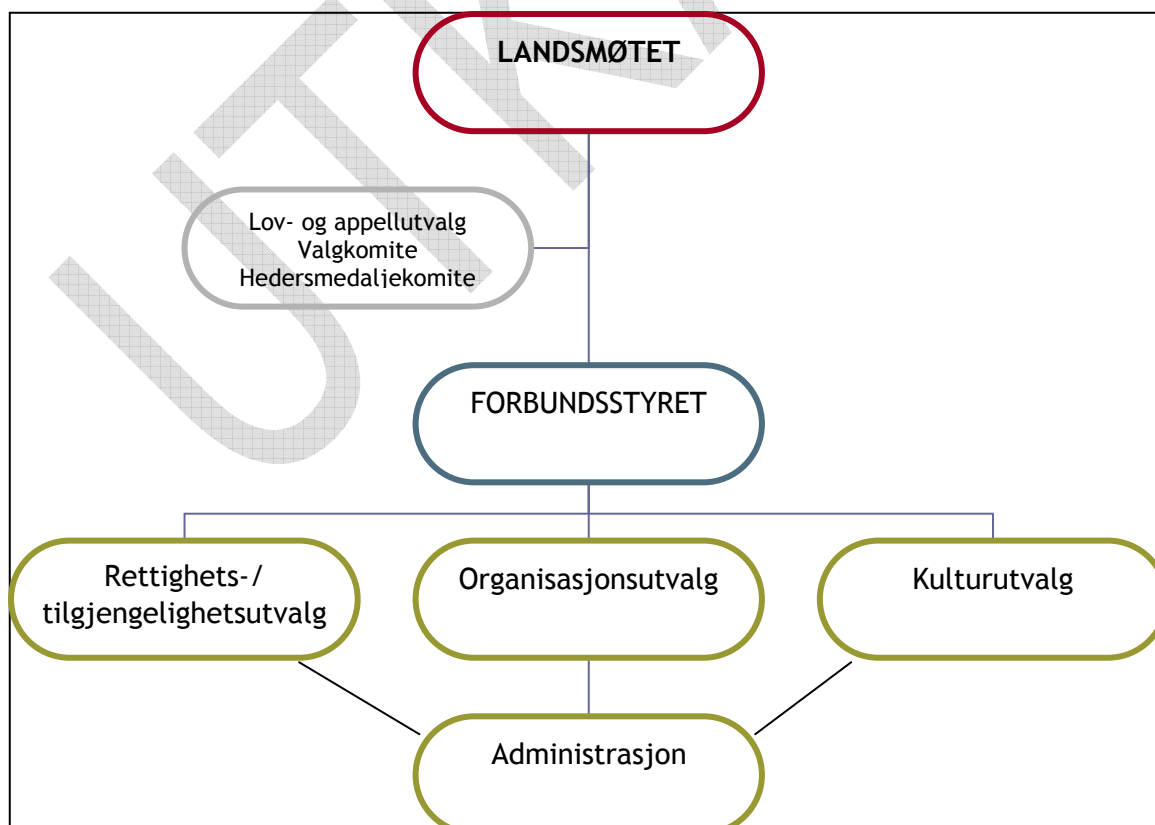 LANDSMØTET
Lov- og appellutvalg
Valgkomite
Hedersmedaljekomite
FORBUNDSSTYRET
Rettighets-/
tilgjengelighetsutvalg
Organisasjonsutvalg
Kulturutvalg
Administrasjon